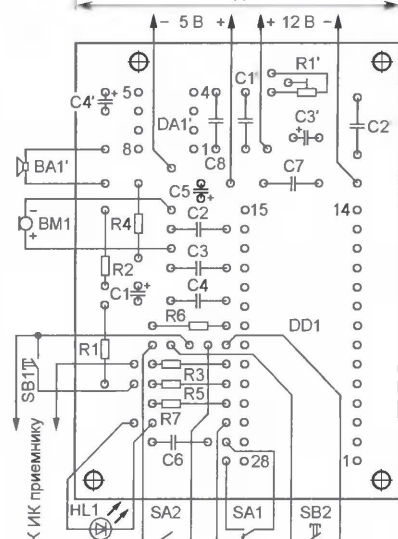 − 5 В + + 12 В −
C4' 5 4 C1' R1'
DA1' C3' C2'
8 1 C8
BA1' C5 C7
BM1 − + R4 C2 15 14
R2 C3
C1 C4
R6 DD1
SB1 R1 R3
R5
R7
C6 28 1
К ИК приемнику
HL1 SA2 SA1 SB2